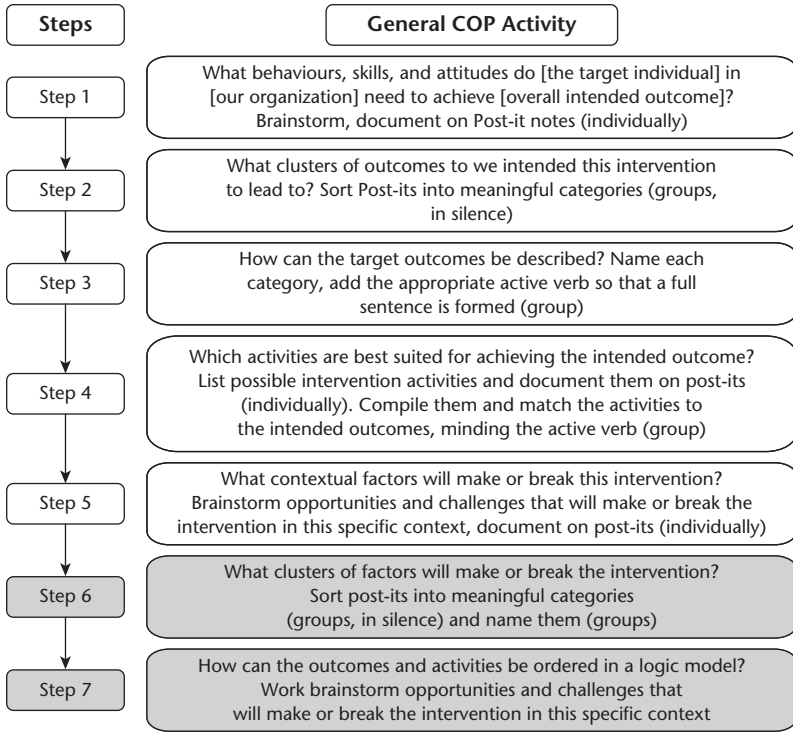 Steps
General COP Activity
Step 1
What behaviours, skills, and attitudes do [the target individual] in
[our organization] need to achieve [overall intended outcome]?
Brainstorm, document on Post-it notes (individually)
Step 2
What clusters of outcomes to we intended this intervention
to lead to? Sort Post-its into meaningful categories (groups,
in silence)
Step 3
How can the target outcomes be described? Name each
category, add the appropriate active verb so that a full
sentence is formed (group)
Step 4
Which activities are best suited for achieving the intended outcome?
List possible intervention activities and document them on post-its
(individually). Compile them and match the activities to
the intended outcomes, minding the active verb (group)
Step 5
What contextual factors will make or break this intervention?
Brainstorm opportunities and challenges that will make or break the
intervention in this specific context, document on post-its (individually)
Step 6
What clusters of factors will make or break the intervention?
Sort post-its into meaningful categories
(groups, in silence) and name them (groups)
Step 7
How can the outcomes and activities be ordered in a logic model?
Work brainstorm opportunities and challenges that
will make or break the intervention in this specific context